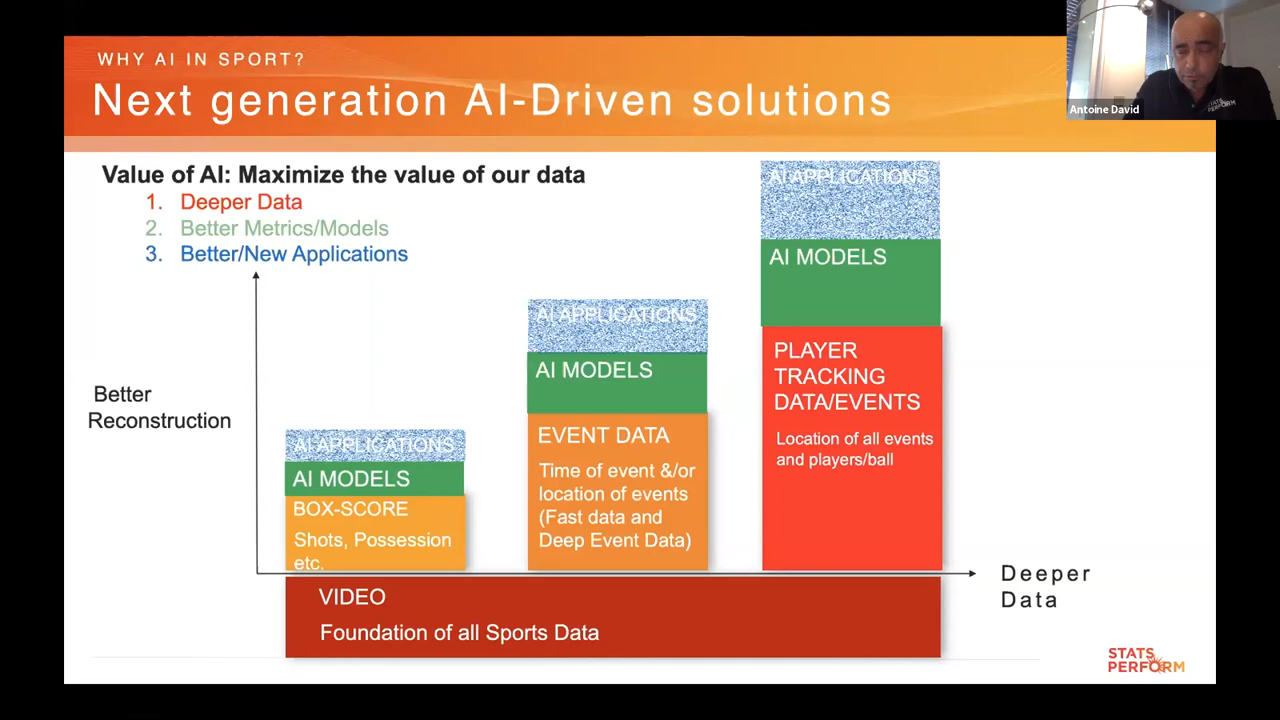 WHY AI IN SPORT?
Next generation AI-Driven solutions
Antoine David
STATS
PERFORM
Value of AI: Maximize the value of our data
1. Deeper Data
2. Better Metrics/Models
3. Better/New Applications
Better
Reconstruction
AI APPLICATIONS
AI MODELS
BOX-SCORE
Shots, Possession
etc.
AI APPLICATIONS
AI MODELS
EVENT DATA
Time of event &/or
location of events
(Fast data and
Deep Event Data)
AI APPLICATIONS
AI MODELS
PLAYER
TRACKING
DATA/EVENTS
Location of all events
and players/ball
Deeper
Data
VIDEO
Foundation of all Sports Data
STATS
PERFORM